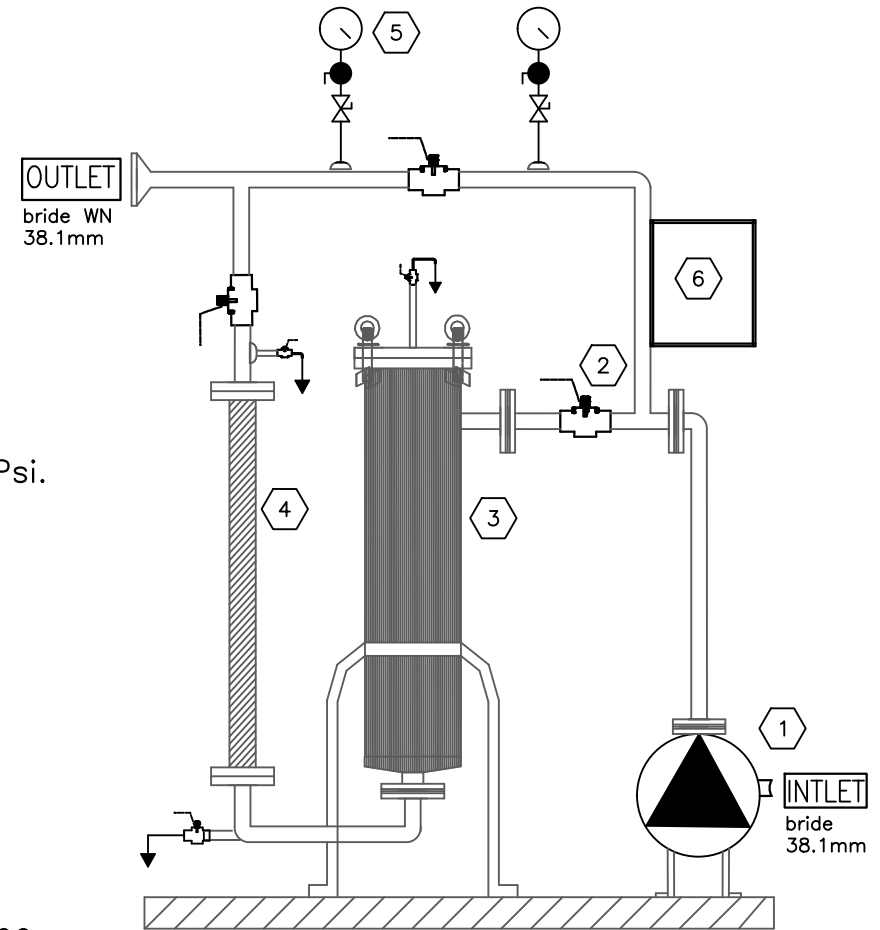 5
OUTLET
bride WN
38.1mm
6
2
Psi.
4
3
1
INTLET
bride
38.1mm